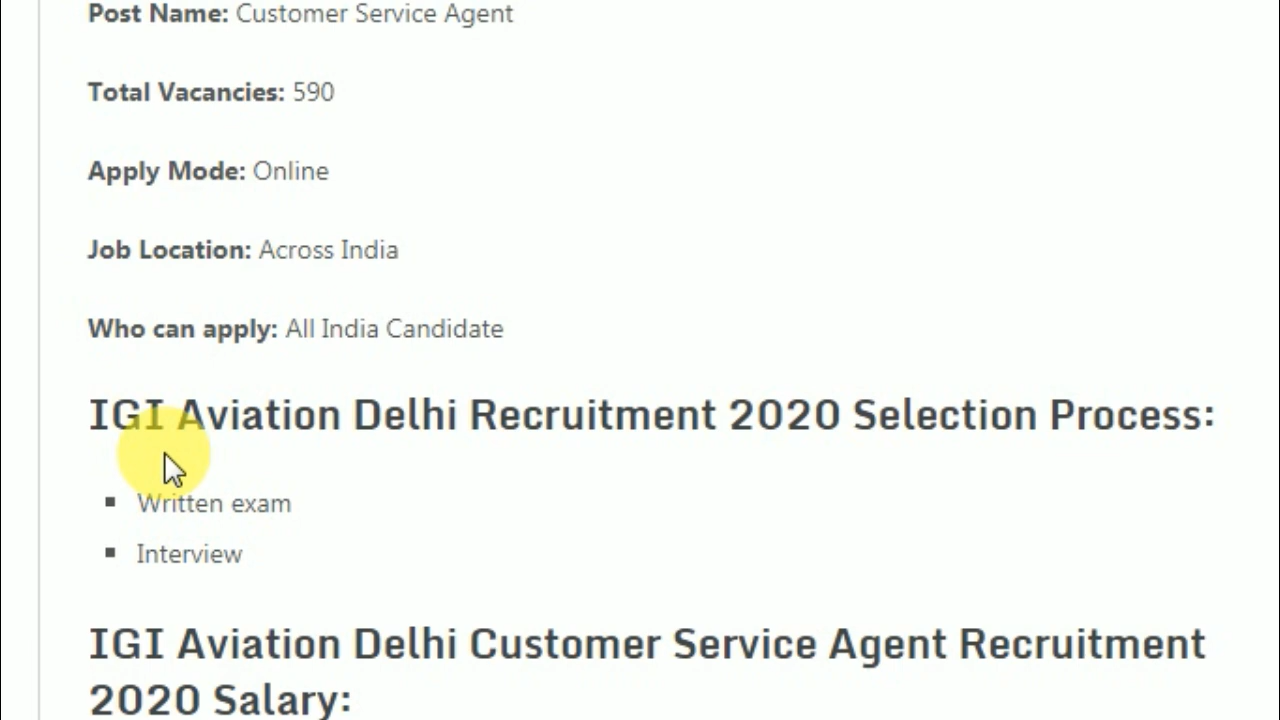 Post Name: Customer Service Agent
Total Vacancies: 590
Apply Mode: Online
Job Location: Across India
Who can apply: All India Candidate
IGI Aviation Delhi Recruitment 2020 Selection Process:
Written exam
Interview
IGI Aviation Delhi Customer Service Agent Recruitment
2020 Salary: